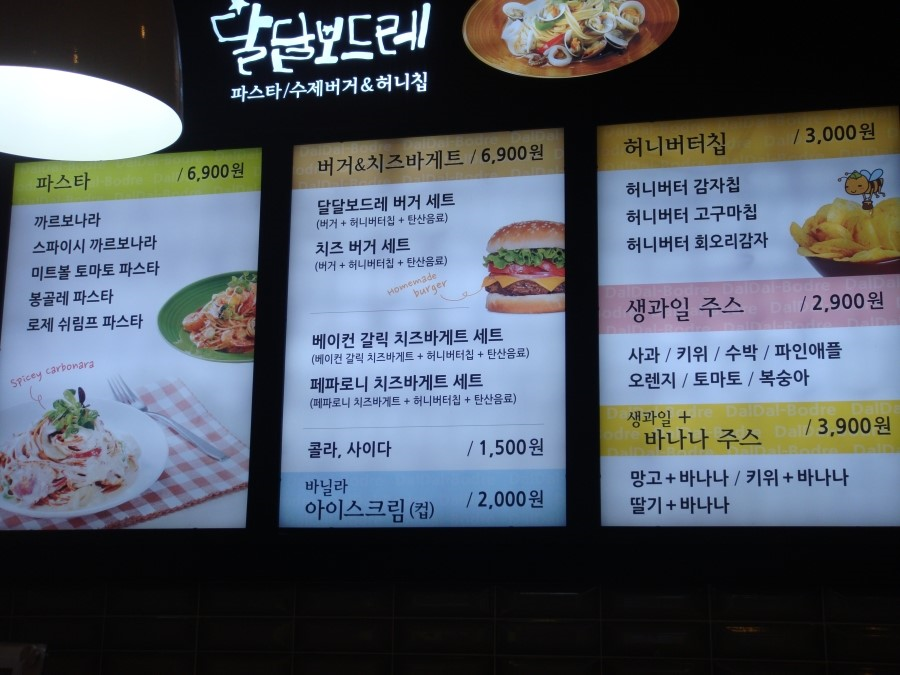 달달보드레
파스타/수제버거&허니칩
파스타 / 6,900원
까르보나라
스파이시 까르보나라
미트볼 토마토 파스타
봉골레 파스타
로제 쉬림프 파스타
Spicey carbonara
버거&치즈바게트 / 6,900원
달달보드레 버거 세트
(버거 + 허니버터칩 + 탄산음료)
치즈 버거 세트
(버거 + 허니버터칩 + 탄산음료)
Homemade
burger
베이컨 갈릭 치즈바게트 세트
(베이컨 갈릭 치즈바게트 + 허니버터칩 + 탄산음료)
페파로니 치즈바게트 세트
(페파로니 치즈바게트 + 허니버터칩 + 탄산음료)
콜라, 사이다 / 1,500원
바닐라
아이스크림 (컵) / 2,000원
허니버터칩 / 3,000원
허니버터 감자칩
허니버터 고구마칩
허니버터 회오리감자
생과일 주스 / 2,900원
사과 / 키위 / 수박 / 파인애플
오렌지 / 토마토 / 복숭아
생과일 +
바나나 주스 / 3,900원
망고+바나나 / 키위+바나나
딸기+바나나